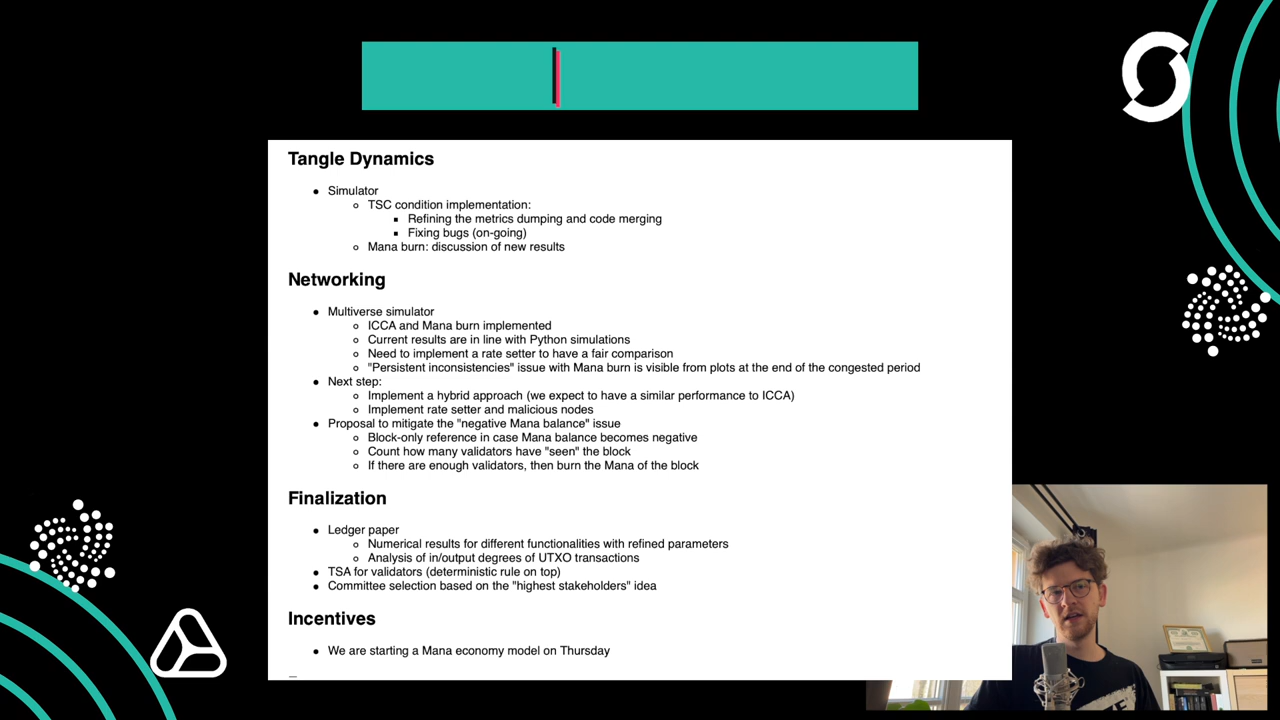 Tangle Dynamics
• Simulator
◦ TSC condition implementation:
▪ Refining the metrics dumping and code merging
▪ Fixing bugs (on-going)
◦ Mana burn: discussion of new results
Networking
• Multiverse simulator
◦ ICCA and Mana burn implemented
◦ Current results are in line with Python simulations
◦ Need to implement a rate setter to have a fair comparison
◦ "Persistent inconsistencies" issue with Mana burn is visible from plots at the end of the congested period
• Next step:
◦ Implement a hybrid approach (we expect to have a similar performance to ICCA)
◦ Implement rate setter and malicious nodes
• Proposal to mitigate the "negative Mana balance" issue
◦ Block-only reference in case Mana balance becomes negative
◦ Count how many validators have "seen" the block
◦ If there are enough validators, then burn the Mana of the block
Finalization
• Ledger paper
◦ Numerical results for different functionalities with refined parameters
◦ Analysis of in/output degrees of UTXO transactions
• TSA for validators (deterministic rule on top)
• Committee selection based on the "highest stakeholders" idea
Incentives
• We are starting a Mana economy model on Thursday